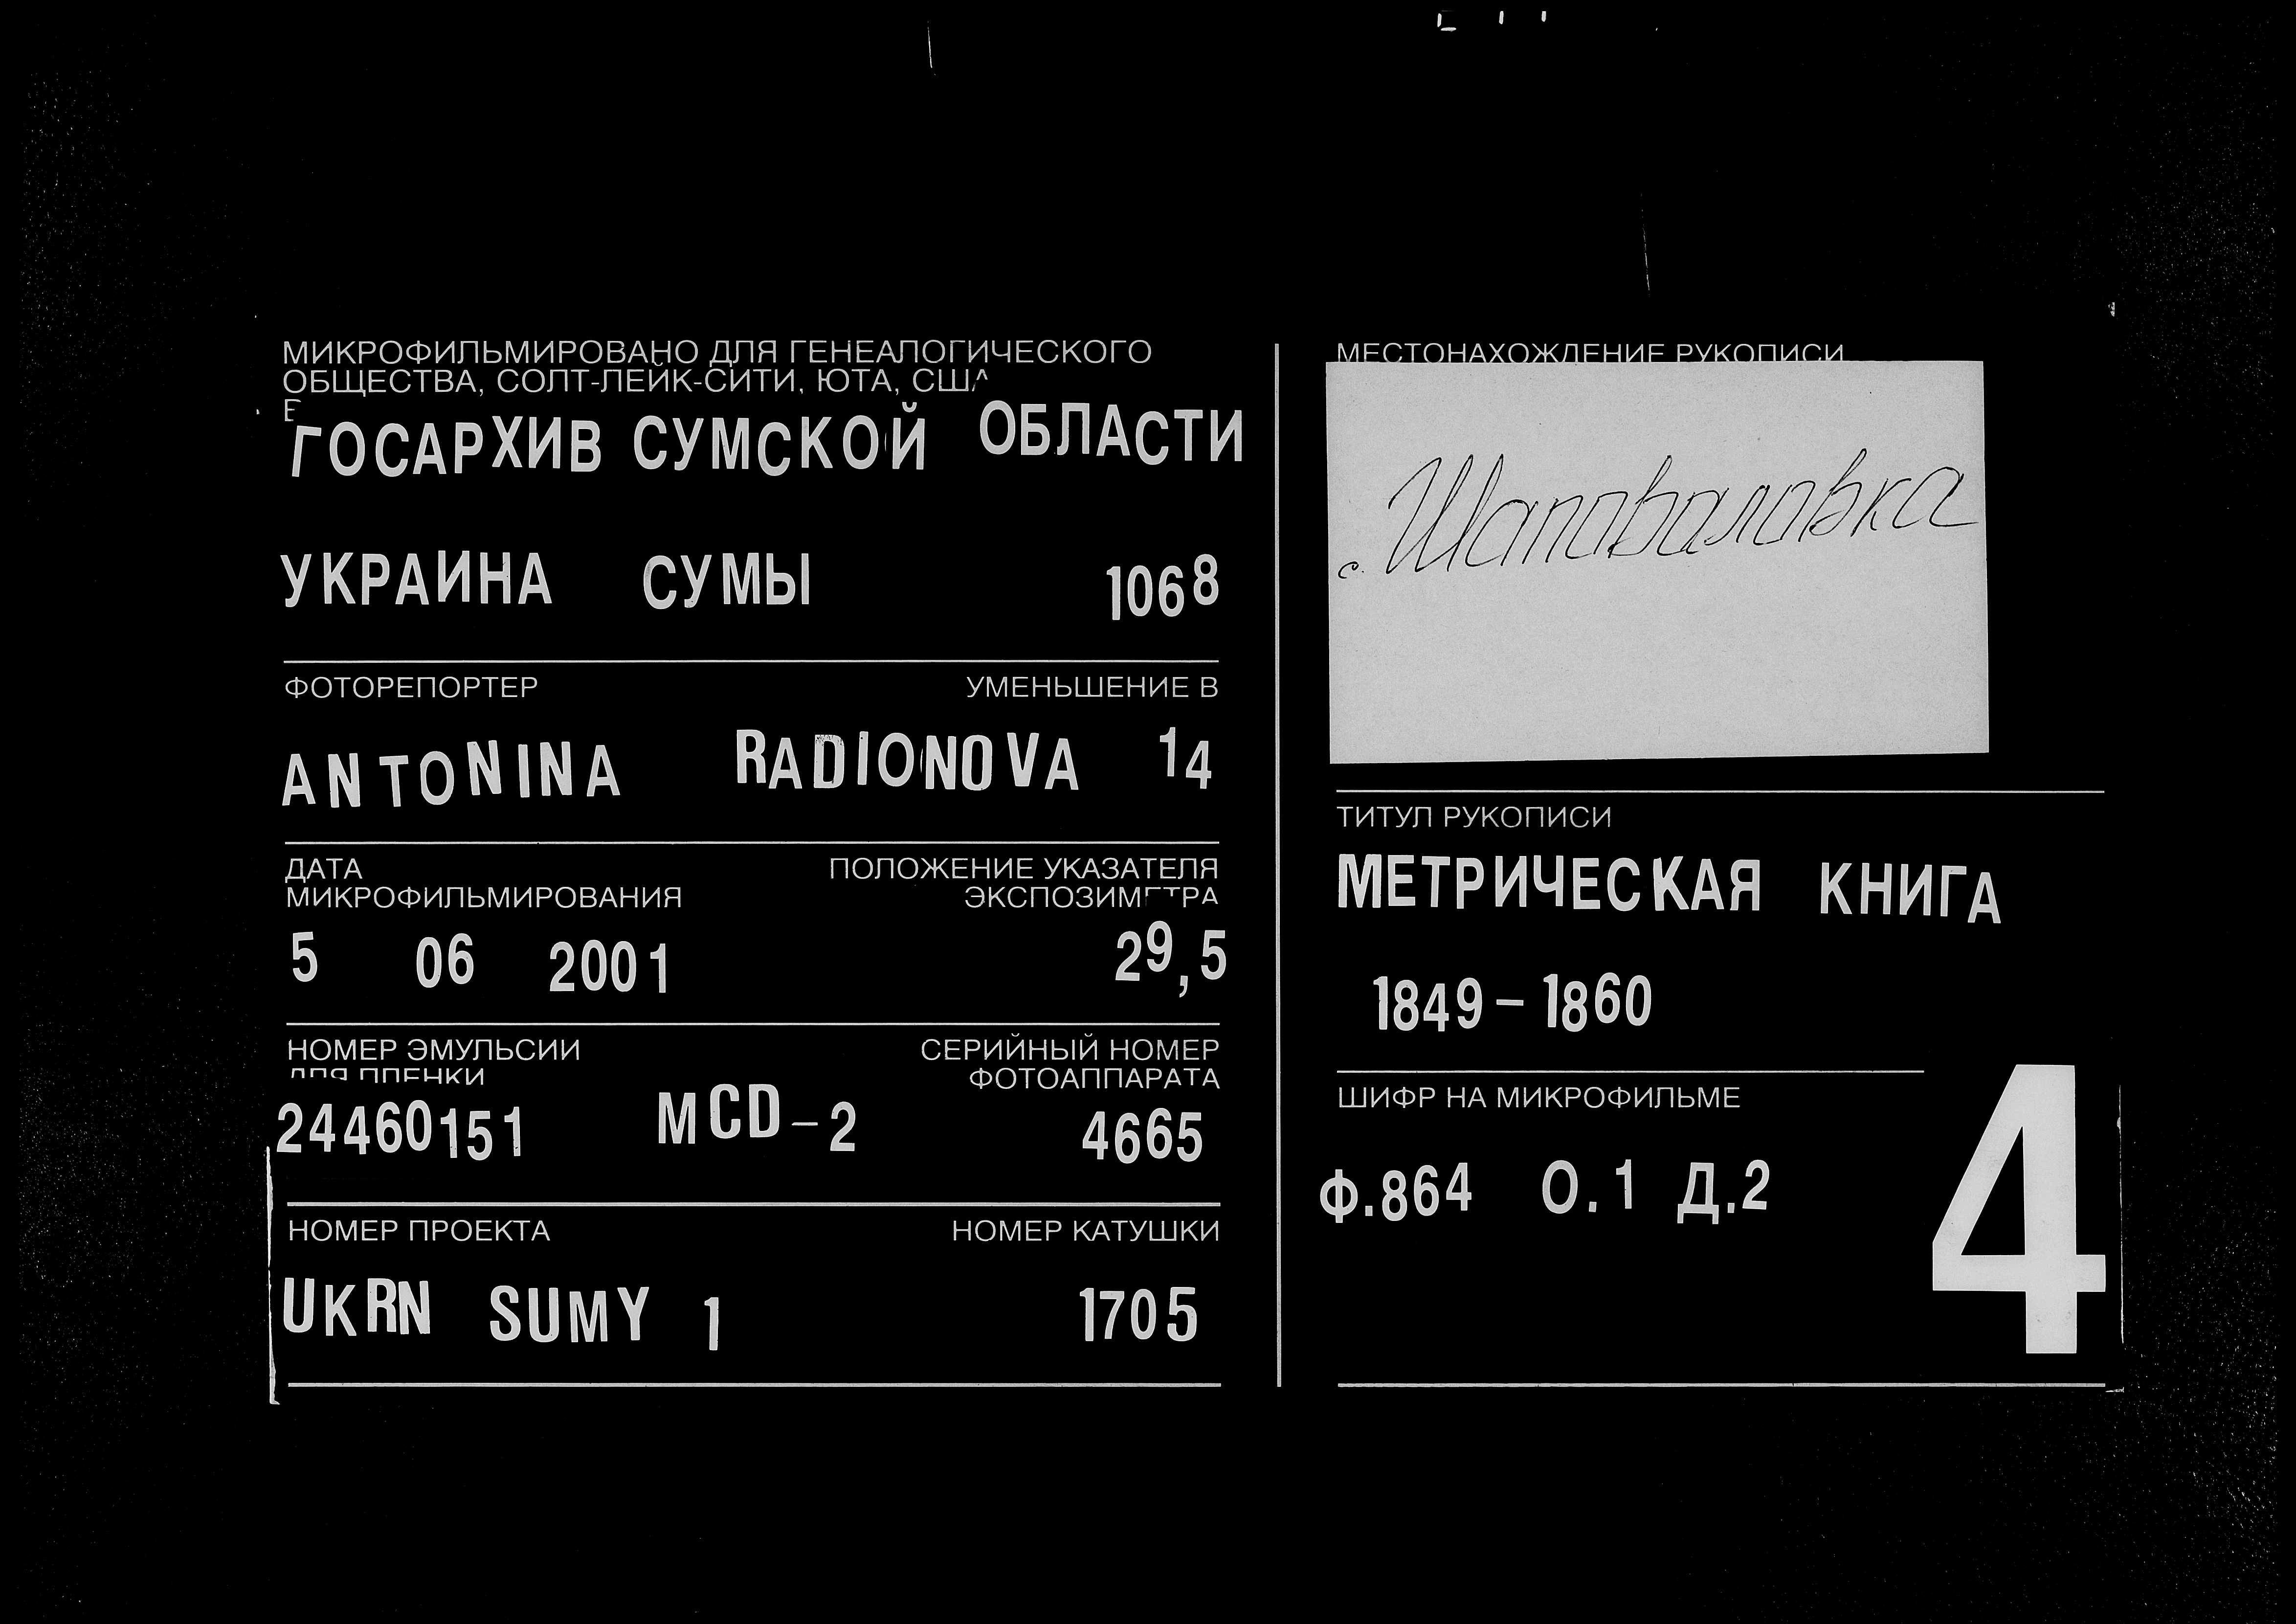 МИКРОФИЛЬМИРОВАНО ДЛЯ ГЕНЕАЛОГИЧЕСКОГО
ОБЩЕСТВА, СОЛТ-ЛЕЙК-СИТИ, ЮТА, США
В
ГОСАРХИВ СУМСКОЙ ОБЛАСТИ
УКРАИНА СУМЫ 1068
ФОТОРЕПОРТЕР УМЕНЬШЕНИЕ В
ANTONINA RADIONOVA 14
ДАТА ПОЛОЖЕНИЕ УКАЗАТЕЛЯ
МИКРОФИЛЬМИРОВАНИЯ ЭКСПОЗИМЕТРА
5 06 2001 29,5
НОМЕР ЭМУЛЬСИИ СЕРИЙНЫЙ НОМЕР
ДЛЯ ПЛЕНКИ ФОТОАППАРАТА
24460151 MCD-2 4665
НОМЕР ПРОЕКТА НОМЕР КАТУШКИ
UKRN SUMY 1 1705
МЕСТОНАХОЖДЕНИЕ РУКОПИСИ
с. Шаповаловка
ТИТУЛ РУКОПИСИ
МЕТРИЧЕСКАЯ КНИГА
1849-1860
ШИФР НА МИКРОФИЛЬМЕ
Ф.864 О.1 Д.2
4